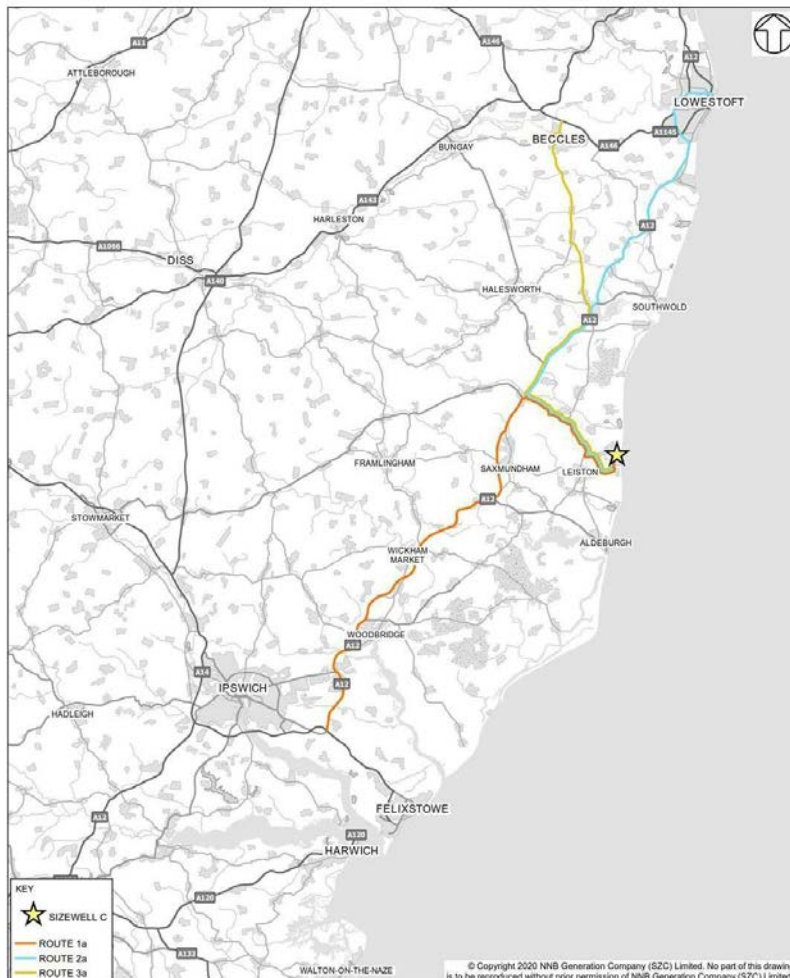 A11
A146
A12
ATTLEBOROUGH
LOWESTOFT
A1145
BECCLES
A146
BUNGAY
A143
HARLESTON
A12
DISS
A140
HALESWORTH
SOUTHWOLD
A12
FRAMLINGHAM
SAXMUNDHAM
LEISTON
A12
STOWMARKET
ALDEBURGH
WICKHAM
MARKET
WOODBRIDGE
A12
A14
A12
IPSWICH
HADLEIGH
FELIXSTOWE
A12
A120
HARWICH
KEY
SIZEWELL C
A120
ROUTE 1a
ROUTE 2a
A133
ROUTE 3a
WALTON-ON-THE-NAZE
© Copyright 2020 NNB Generation Company (SZC) Limited. No part of this drawing
is to be reproduced without prior permission of NNB Generation Company (SZC) Limited